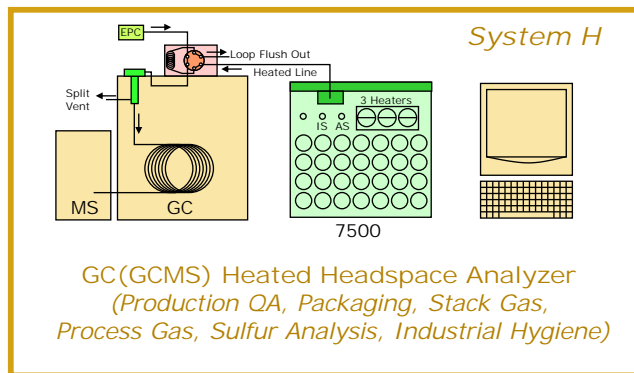 System H
EPC
Loop Flush Out
Heated Line
Split
Vent
3 Heaters
IS AS
MS
GC
7500
GC(GCMS) Heated Headspace Analyzer
(Production QA, Packaging, Stack Gas,
Process Gas, Sulfur Analysis, Industrial Hygiene)